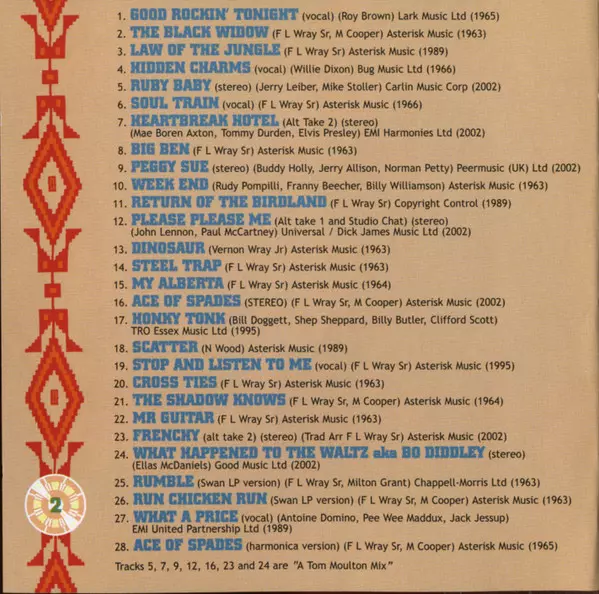 1. GOOD ROCKIN' TONIGHT (vocal) (Roy Brown) Lark Music Ltd (1965)
2. THE BLACK WIDOW (F L Wray Sr, M Cooper) Asterisk Music (1963)
3. LAW OF THE JUNGLE (F L Wray Sr) Asterisk Music (1989)
4. HIDDEN CHARMS (vocal) (Willie Dixon) Bug Music Ltd (1966)
5. RUBY BABY (stereo) (Jerry Leiber, Mike Stoller) Carlin Music Corp (2002)
6. SOUL TRAIN (vocal) (F L Wray Sr) Asterisk Music (1966)
7. HEARTBREAK HOTEL (Alt Take 2) (stereo)
(Mae Boren Axton, Tommy Durden, Elvis Presley) EMI Harmonies Ltd (2002)
8. BIG BEN (F L Wray Sr) Asterisk Music (1963)
9. PEGGY SUE (stereo) (Buddy Holly, Jerry Allison, Norman Petty) Peermusic (UK) Ltd (2002)
10. WEEK END (Rudy Pompilli, Franny Beecher, Billy Williamson) Asterisk Music (1963)
11. RETURN OF THE BIRDLAND (F L Wray Sr) Copyright Control (1989)
12. PLEASE PLEASE ME (Alt take 1 and Studio Chat) (stereo)
(John Lennon, Paul McCartney) Universal / Dick James Music Ltd (2002)
13. DINOSAUR (Vernon Wray Jr) Asterisk Music (1963)
14. STEEL TRAP (F L Wray Sr) Asterisk Music (1963)
15. MY ALBERTA (F L Wray Sr) Asterisk Music (1964)
16. ACE OF SPADES (STEREO) (F L Wray Sr, M Cooper) Asterisk Music (2002)
17. HONKY TONK (Bill Doggett, Shep Sheppard, Billy Butler, Clifford Scott)
TRO Essex Music Ltd (1995)
18. SCATTER (N Wood) Asterisk Music (1989)
19. STOP AND LISTEN TO ME (vocal) (F L Wray Sr) Asterisk Music (1995)
20. CROSS TIES (F L Wray Sr) Asterisk Music (1963)
21. THE SHADOW KNOWS (F L Wray Sr, M Cooper) Asterisk Music (1964)
22. MR GUITAR (F L Wray Sr) Asterisk Music (1963)
23. FRENCHY (alt take 2) (stereo) (Trad Arr F L Wray Sr) Asterisk Music (2002)
24. WHAT HAPPENED TO THE WALTZ aka BO DIDDLEY (stereo)
(Ellas McDaniels) Good Music Ltd (2002)
25. RUMBLE (Swan LP version) (F L Wray Sr, Milton Grant) Chappell-Morris Ltd (1963)
26. RUN CHICKEN RUN (Swan LP version) (F L Wray Sr, M Cooper) Asterisk Music (1963)
27. WHAT A PRICE (vocal) (Antoine Domino, Pee Wee Maddux, Jack Jessup)
EMI United Partnership Ltd (1989)
28. ACE OF SPADES (harmonica version) (F L Wray Sr, M Cooper) Asterisk Music (1965)
Tracks 5, 7, 9, 12, 16, 23 and 24 are "A Tom Moulton Mix"
2